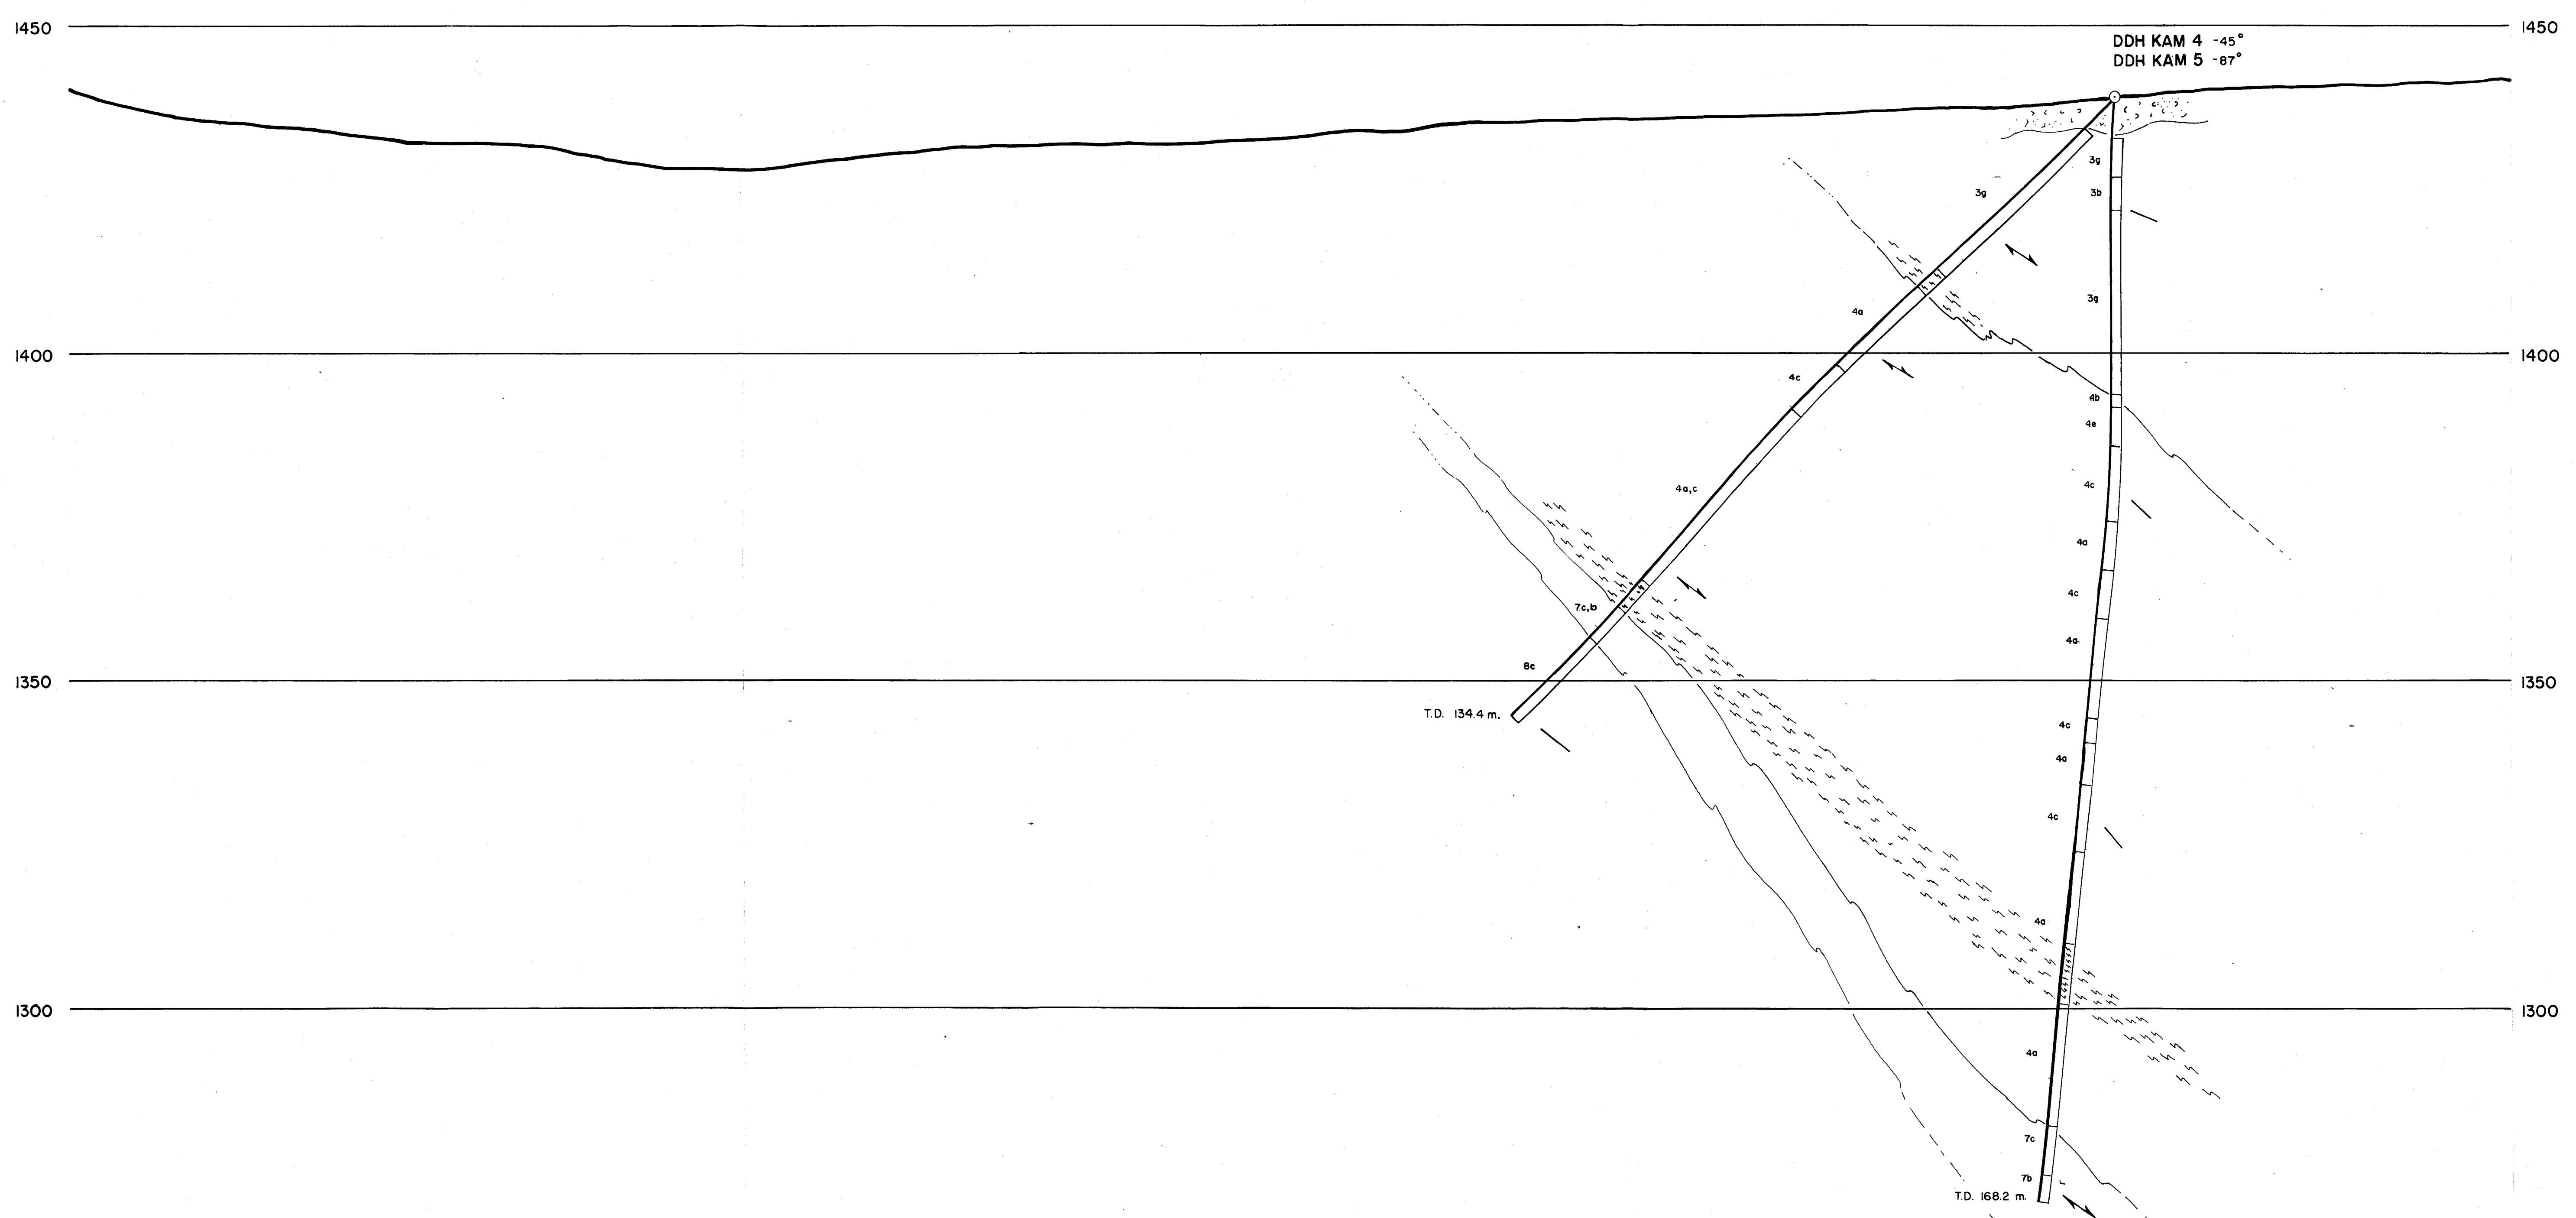 1450 1450
DDH KAM 4 -45°
DDH KAM 5 -87°
3g
3g
3b
3g
4a
1400 1400
4c
4b
4e
4a,c
4c
4a
4c
7c,b
4a
8c
1350 1350
T.D. 134.4 m.
4c
4a
4c
4a
1300 1300
4a
7c
7b
T.D. 168.2 m.